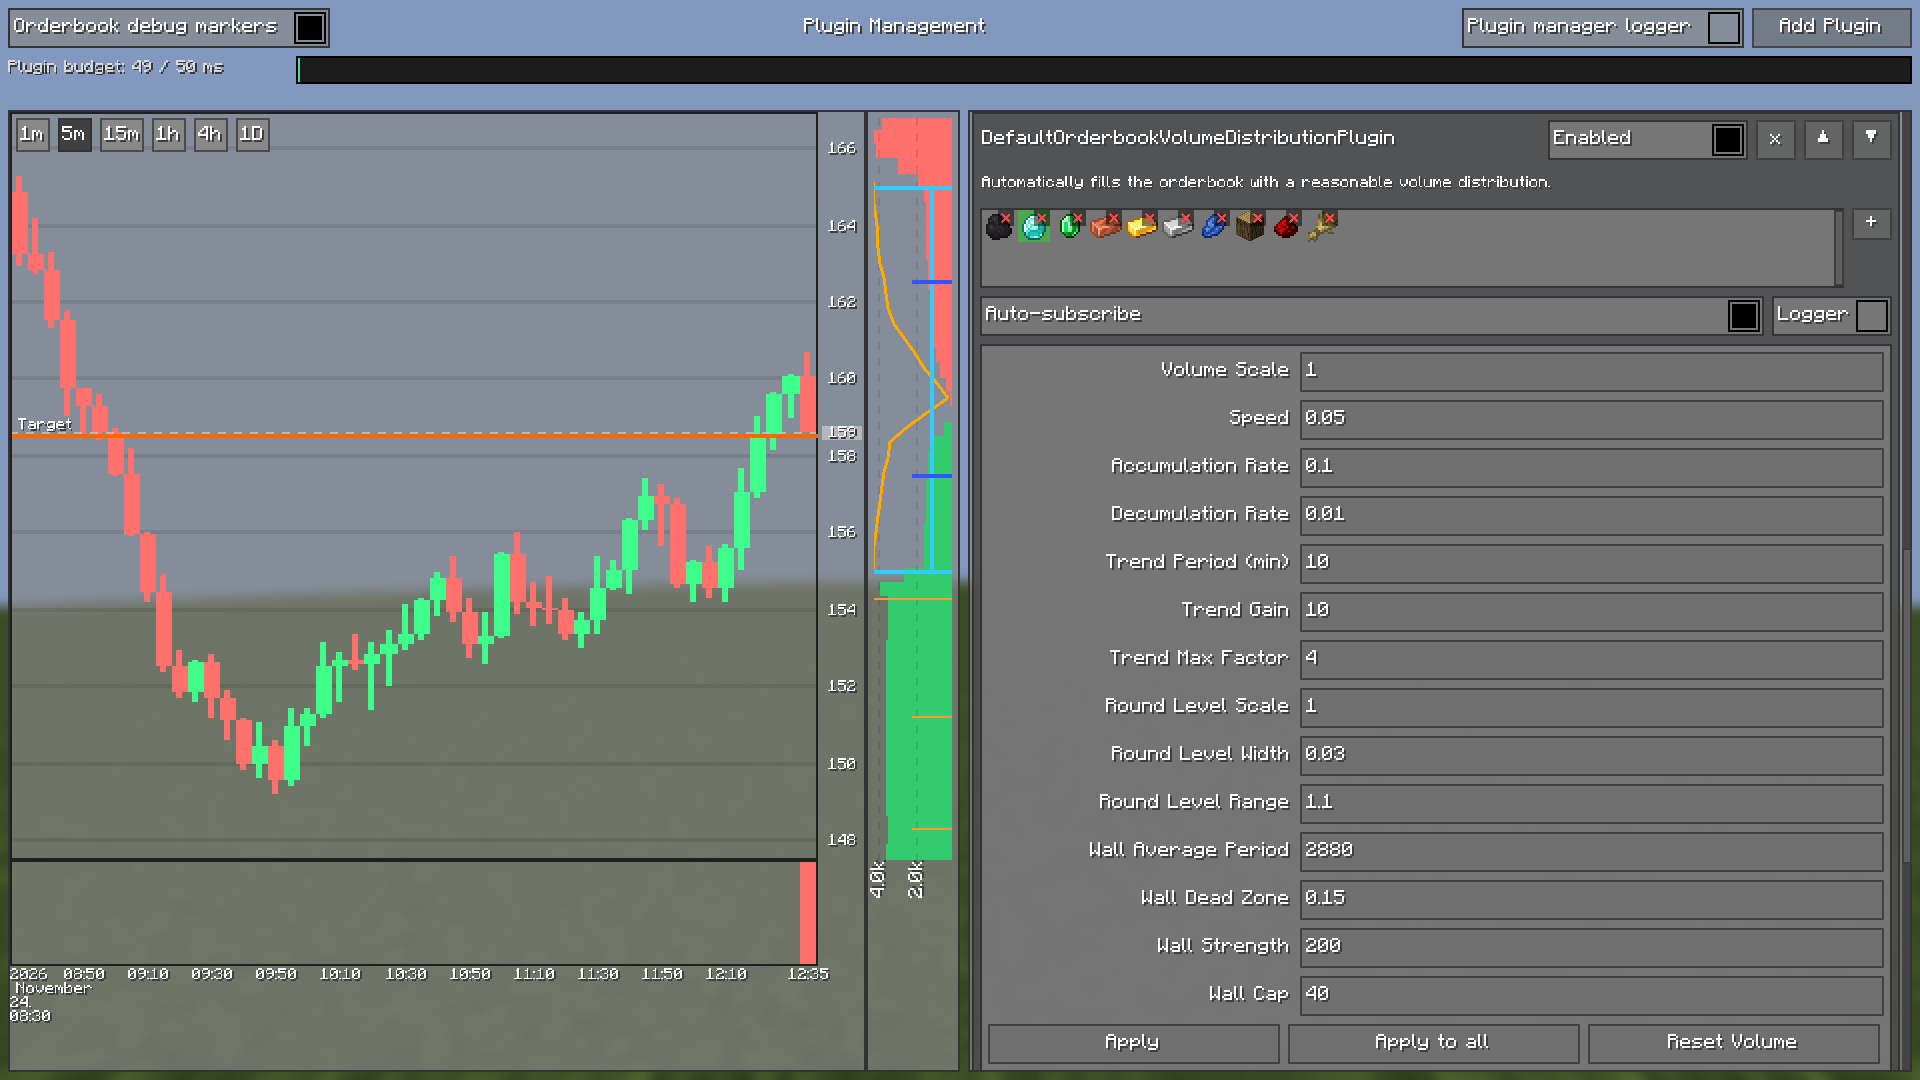 Orderbook debug markers
Plugin Management
Plugin manager logger
Add Plugin
Plugin budget: 49 / 50 ms
1m 5m 15m 1h 4h 1D
166
164
162
160
Target
159
158
156
154
152
150
148
4.0k
2.0k
2026 08:50 09:10 09:30 09:50 10:10 10:30 10:50 11:10 11:30 11:50 12:10 12:35
November
24.
08:30
DefaultOrderbookVolumeDistributionPlugin
Enabled
x
▲
▼
Automatically fills the orderbook with a reasonable volume distribution.
+
Auto-subscribe
Logger
Volume Scale 1
Speed 0.05
Accumulation Rate 0.1
Decumulation Rate 0.01
Trend Period (min) 10
Trend Gain 10
Trend Max Factor 4
Round Level Scale 1
Round Level Width 0.03
Round Level Range 1.1
Wall Average Period 2880
Wall Dead Zone 0.15
Wall Strength 200
Wall Cap 40
Apply
Apply to all
Reset Volume